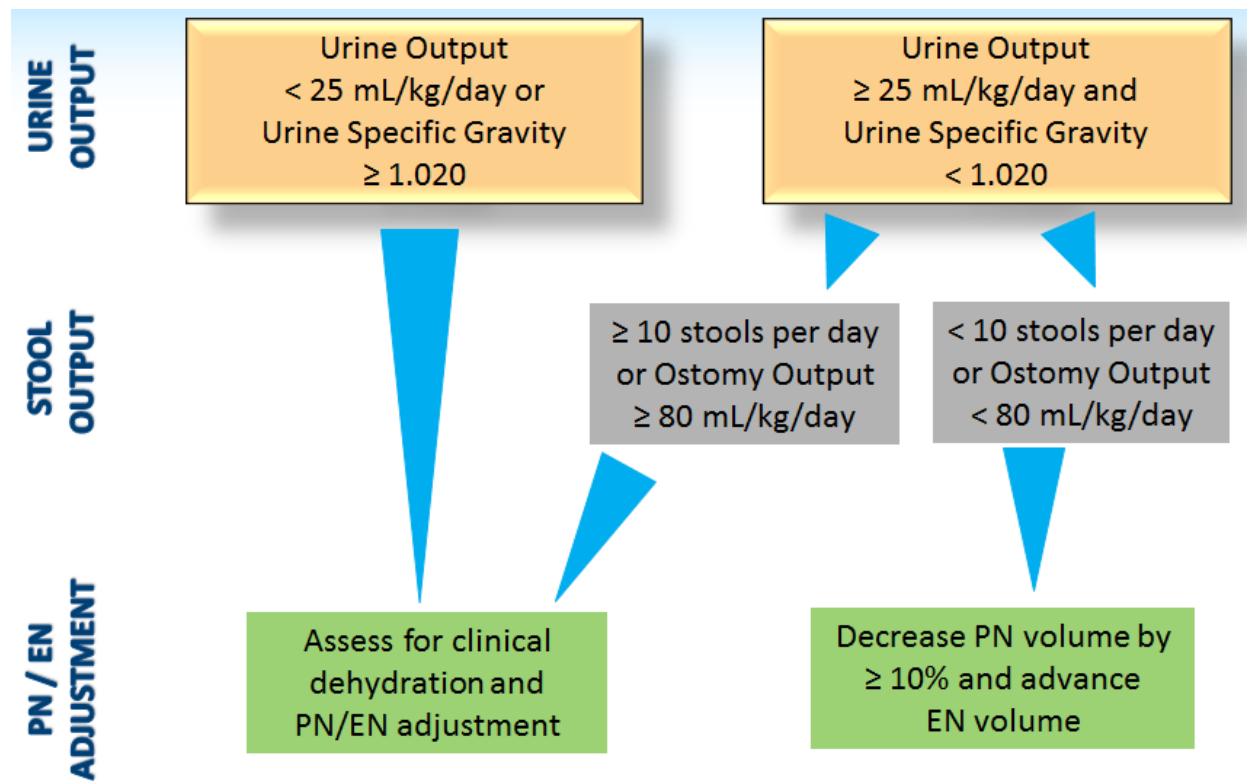 URINE
OUTPUT
Urine Output
< 25 mL/kg/day or
Urine Specific Gravity
≥ 1.020
Urine Output
≥ 25 mL/kg/day and
Urine Specific Gravity
< 1.020
STOOL
OUTPUT
≥ 10 stools per day
or Ostomy Output
≥ 80 mL/kg/day
< 10 stools per day
or Ostomy Output
< 80 mL/kg/day
PN / EN
ADJUSTMENT
Assess for clinical
dehydration and
PN/EN adjustment
Decrease PN volume by
≥ 10% and advance
EN volume